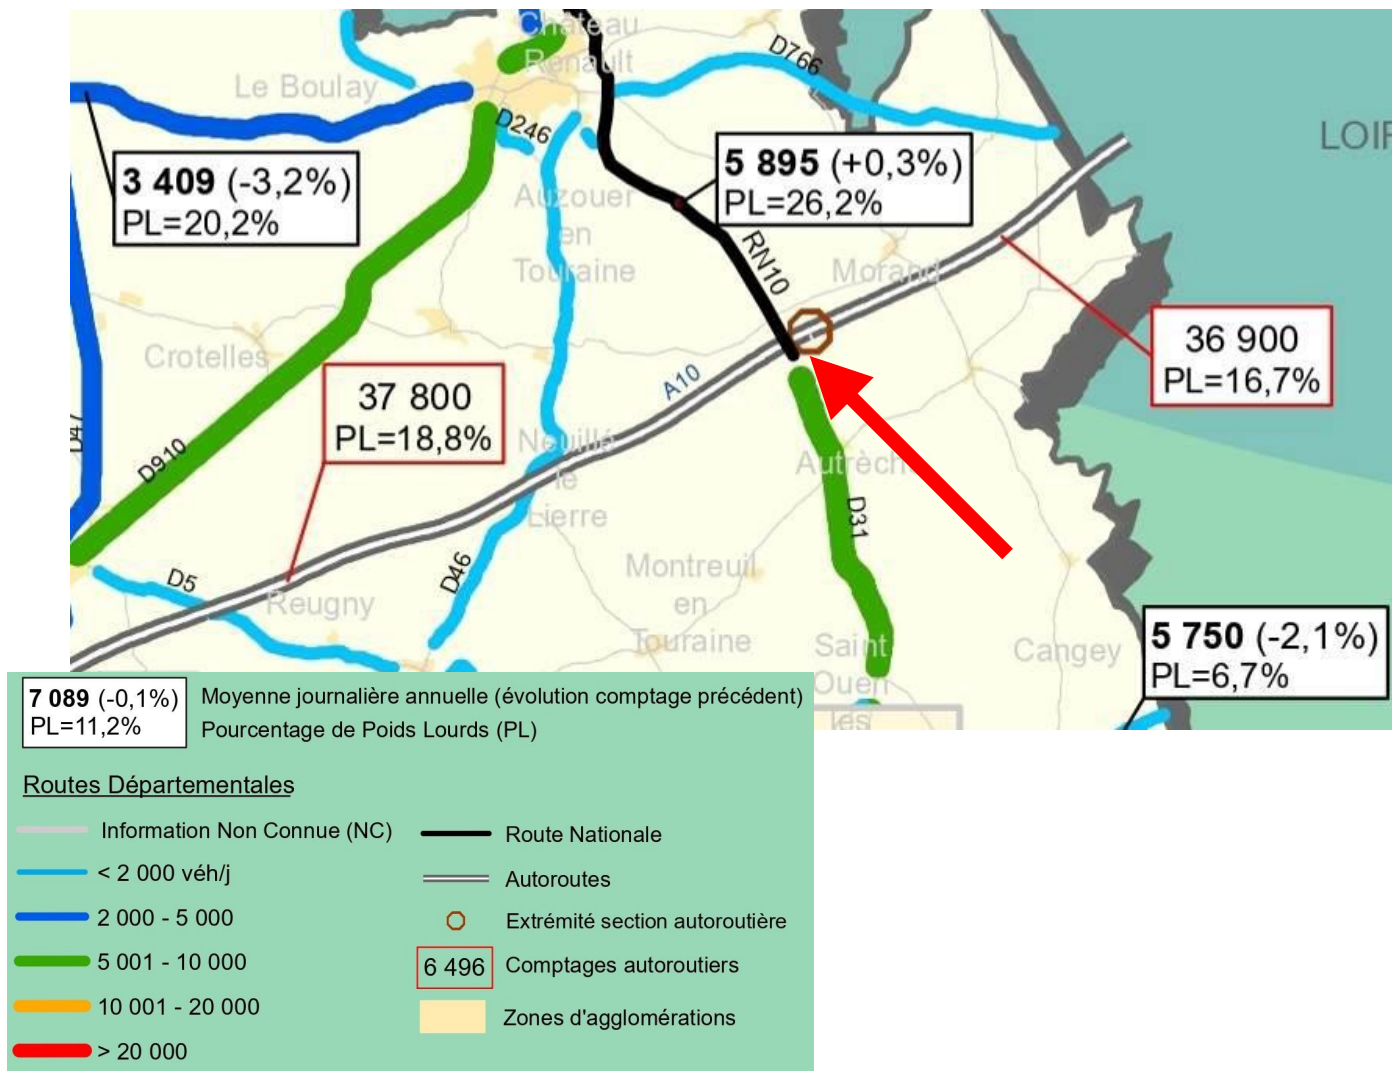 Château
Renault
D766
Le Boulay
D246
LOIR
3 409 (-3,2%)
PL=20,2%
5 895 (+0,3%)
PL=26,2%
Auzouer
en
Touraine
RN10
Morand
Crotelles
36 900
PL=16,7%
37 800
PL=18,8%
A10
D47
D910
Neuillé
le
Lierre
Autrèch
D31
D46
D5
Reugny
Montreuil
en
Touraine
Saint
Ouen
les
Cangey
5 750 (-2,1%)
PL=6,7%
7 089 (-0,1%)
PL=11,2%
Moyenne journalière annuelle (évolution comptage précédent)
Pourcentage de Poids Lourds (PL)
Routes Départementales
Information Non Connue (NC)
< 2 000 véh/j
2 000 - 5 000
5 001 - 10 000
10 001 - 20 000
> 20 000
Route Nationale
Autoroutes
Extrémité section autoroutière
6 496
Comptages autoroutiers
Zones d'agglomérations